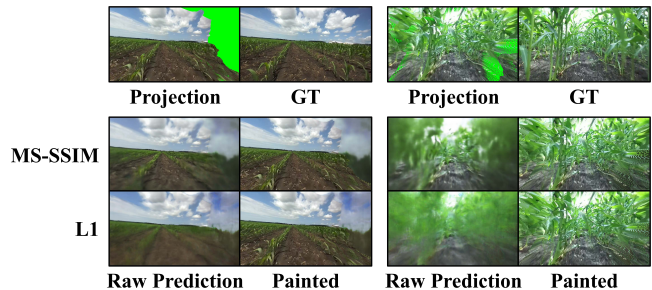 Projection GT Projection GT
MS-SSIM
L1
Raw Prediction Painted Raw Prediction Painted